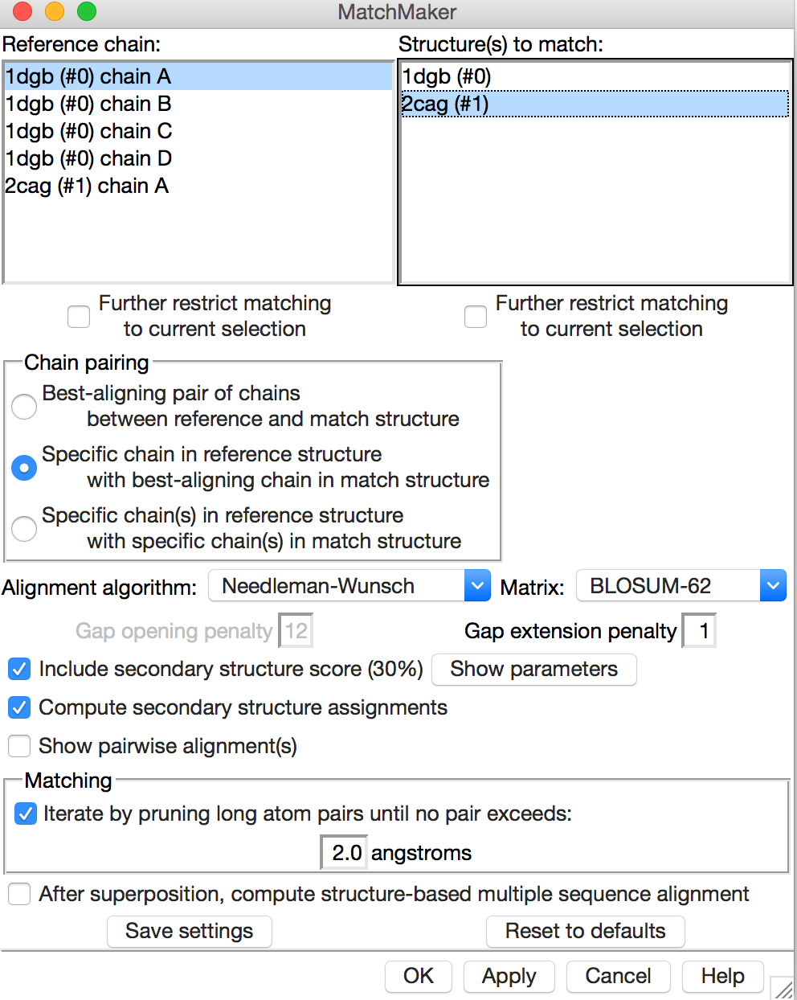 MatchMaker
Reference chain:
Structure(s) to match:
1dgb (#0) chain A
1dgb (#0) chain B
1dgb (#0) chain C
1dgb (#0) chain D
2cag (#1) chain A
1dgb (#0)
2cag (#1)
Further restrict matching
to current selection
Further restrict matching
to current selection
Chain pairing
Best-aligning pair of chains
between reference and match structure
Specific chain in reference structure
with best-aligning chain in match structure
Specific chain(s) in reference structure
with specific chain(s) in match structure
Alignment algorithm: Needleman-Wunsch Matrix: BLOSUM-62
Gap opening penalty 12 Gap extension penalty 1
Include secondary structure score (30%) Show parameters
Compute secondary structure assignments
Show pairwise alignment(s)
Matching
Iterate by pruning long atom pairs until no pair exceeds:
2.0 angstroms
After superposition, compute structure-based multiple sequence alignment
Save settings Reset to defaults
OK Apply Cancel Help